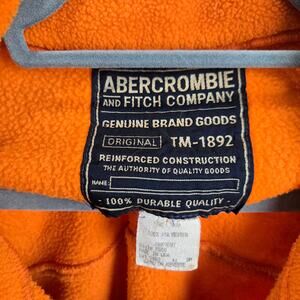 ABERCROMBIE
AND FITCH COMPANY
GENUINE BRAND GOODS
ORIGINAL TM-1892
REINFORCED CONSTRUCTION
THE AUTHORITY OF QUALITY GOODS
NAME:
100% DURABLE QUALITY